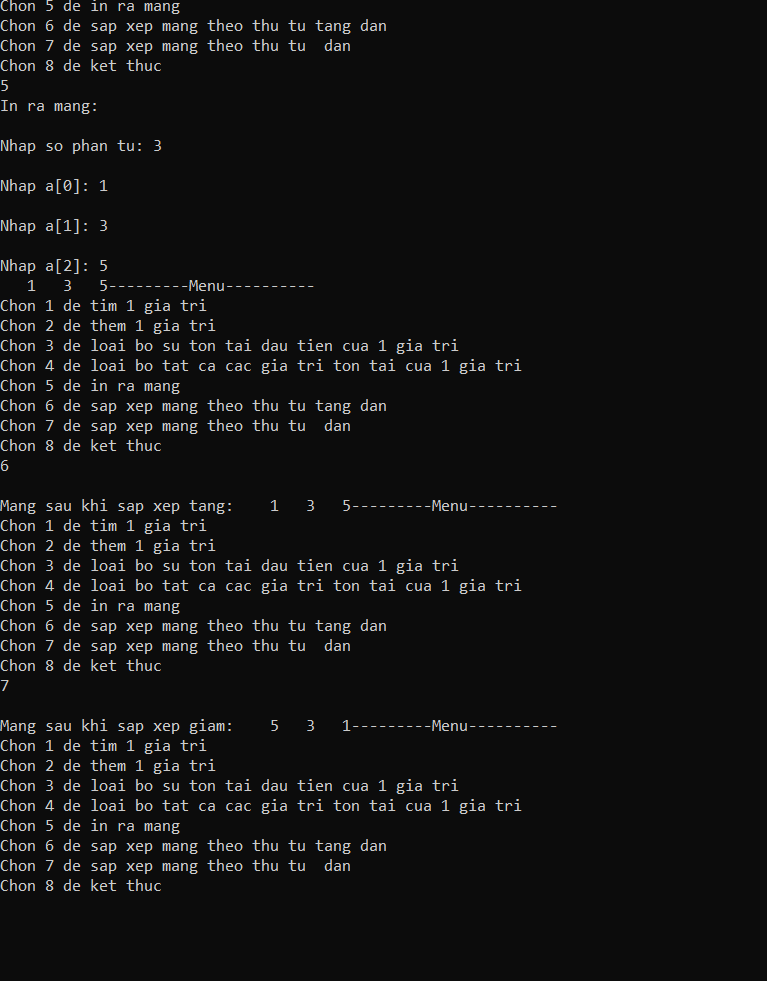 Chon 5 de in ra mang
Chon 6 de sap xep mang theo thu tu tang dan
Chon 7 de sap xep mang theo thu tu  dan
Chon 8 de ket thuc
5
In ra mang:
Nhap so phan tu: 3
Nhap a[0]: 1
Nhap a[1]: 3
Nhap a[2]: 5
   1   3   5---------Menu----------
Chon 1 de tim 1 gia tri
Chon 2 de them 1 gia tri
Chon 3 de loai bo su ton tai dau tien cua 1 gia tri
Chon 4 de loai bo tat ca cac gia tri ton tai cua 1 gia tri
Chon 5 de in ra mang
Chon 6 de sap xep mang theo thu tu tang dan
Chon 7 de sap xep mang theo thu tu  dan
Chon 8 de ket thuc
6
Mang sau khi sap xep tang:    1   3   5---------Menu----------
Chon 1 de tim 1 gia tri
Chon 2 de them 1 gia tri
Chon 3 de loai bo su ton tai dau tien cua 1 gia tri
Chon 4 de loai bo tat ca cac gia tri ton tai cua 1 gia tri
Chon 5 de in ra mang
Chon 6 de sap xep mang theo thu tu tang dan
Chon 7 de sap xep mang theo thu tu  dan
Chon 8 de ket thuc
7
Mang sau khi sap xep giam:    5   3   1---------Menu----------
Chon 1 de tim 1 gia tri
Chon 2 de them 1 gia tri
Chon 3 de loai bo su ton tai dau tien cua 1 gia tri
Chon 4 de loai bo tat ca cac gia tri ton tai cua 1 gia tri
Chon 5 de in ra mang
Chon 6 de sap xep mang theo thu tu tang dan
Chon 7 de sap xep mang theo thu tu  dan
Chon 8 de ket thuc